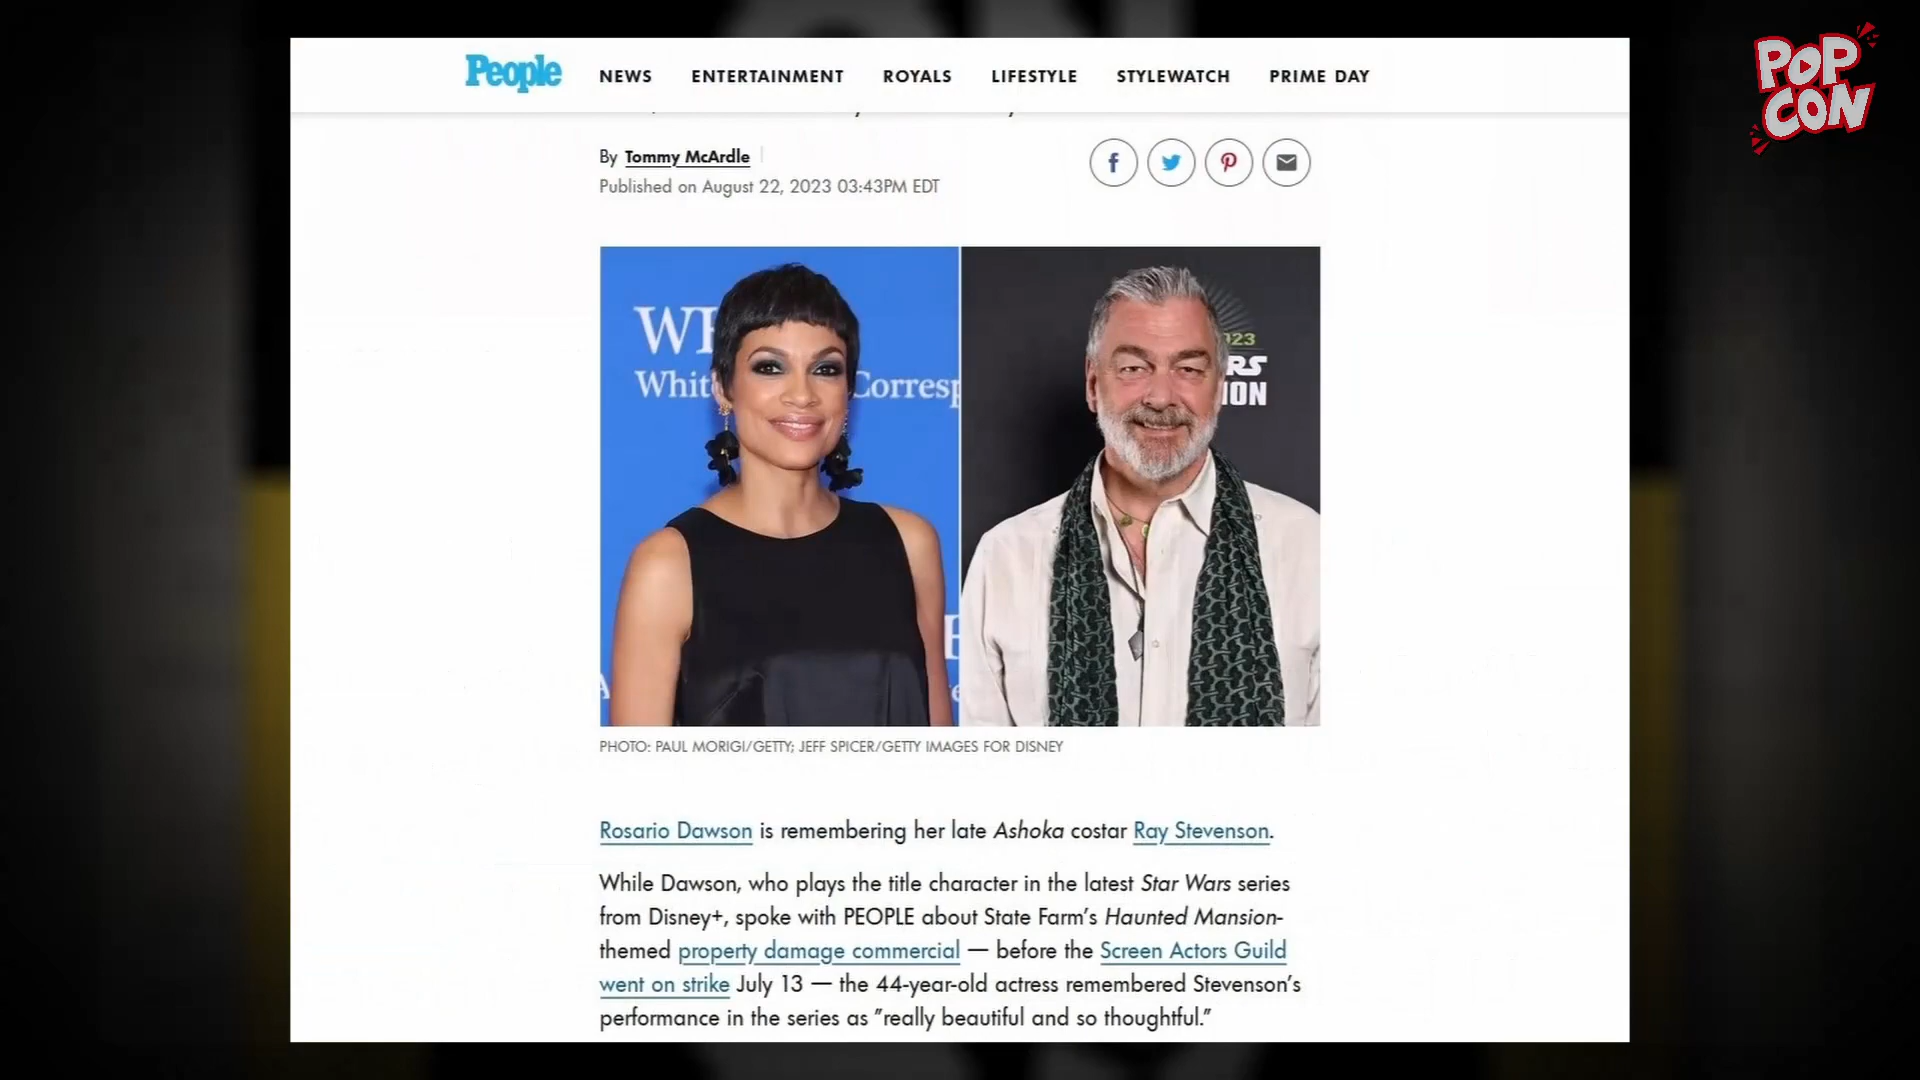 People NEWS ENTERTAINMENT ROYALS LIFESTYLE STYLEWATCH PRIME DAY
POP
CON
By Tommy McArdle
Published on August 22, 2023 03:43PM EDT
PHOTO: PAUL MORIGI/GETTY; JEFF SPICER/GETTY IMAGES FOR DISNEY
Rosario Dawson is remembering her late Ashoka costar Ray Stevenson.
While Dawson, who plays the title character in the latest Star Wars series
from Disney+, spoke with PEOPLE about State Farm's Haunted Mansion-
themed property damage commercial — before the Screen Actors Guild
went on strike July 13 — the 44-year-old actress remembered Stevenson's
performance in the series as "really beautiful and so thoughtful."